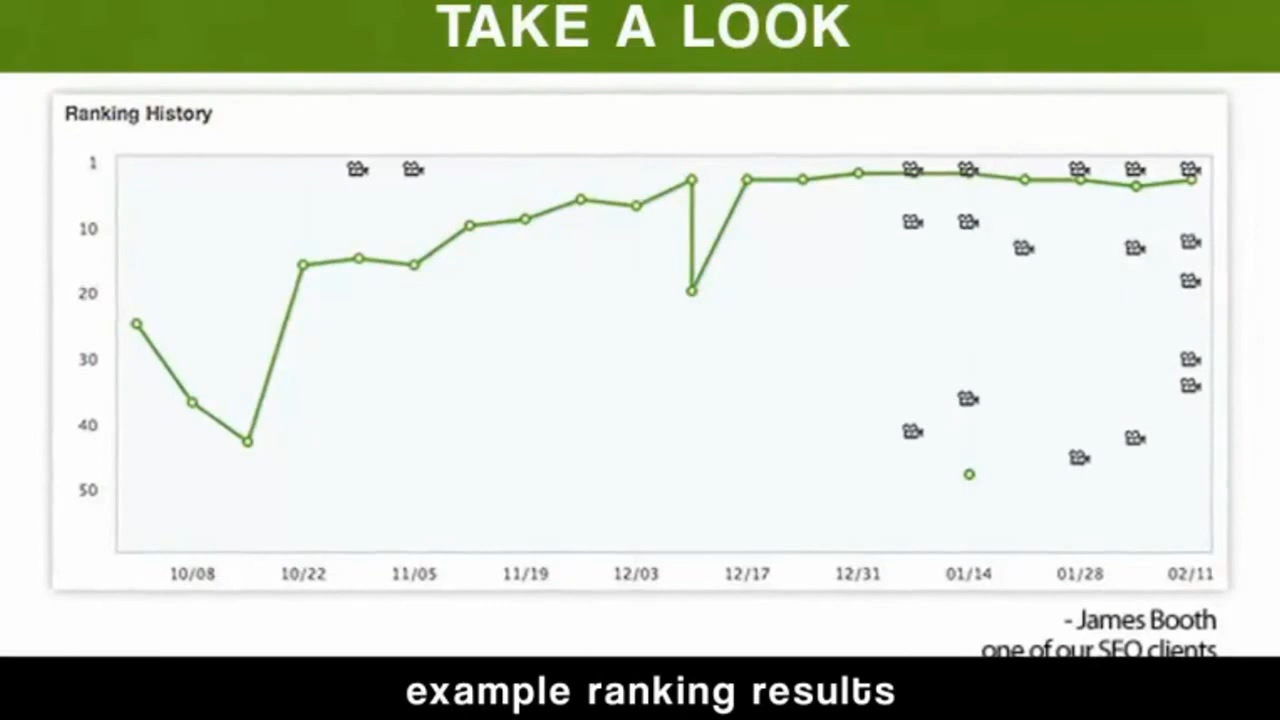 TAKE A LOOK
Ranking History
1
10
20
30
40
50
10/08 10/22 11/05 11/19 12/03 12/17 12/31 01/14 01/28 02/11
- James Booth
one of our SEO clients
example ranking results